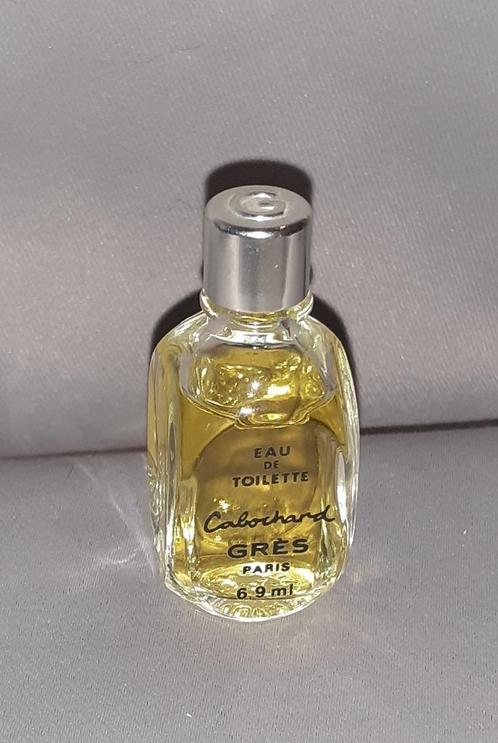 EAU
DE
TOILETTE
Cabochard
GRÈS
PARIS
6.9 ml